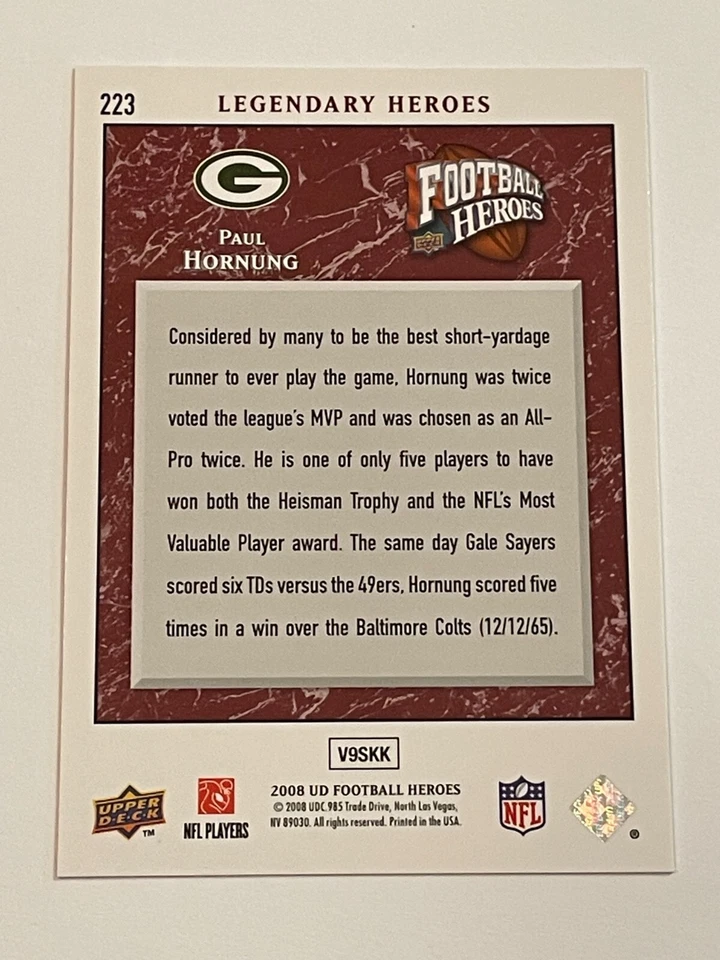 223 LEGENDARY HEROES
G
PAUL
HORNUNG
FOOTBALL
HEROES
Considered by many to be the best short-yardage
runner to ever play the game, Hornung was twice
voted the league's MVP and was chosen as an All-
Pro twice. He is one of only five players to have
won both the Heisman Trophy and the NFL's Most
Valuable Player award. The same day Gale Sayers
scored six TDs versus the 49ers, Hornung scored five
times in a win over the Baltimore Colts (12/12/65).
V9SKK
UPPER
D·E·C·K
TM
NFL PLAYERS
2008 UD FOOTBALL HEROES
© 2008 UDC. 985 Trade Drive, North Las Vegas,
NV 89030. All rights reserved. Printed in the USA.
NFL
®